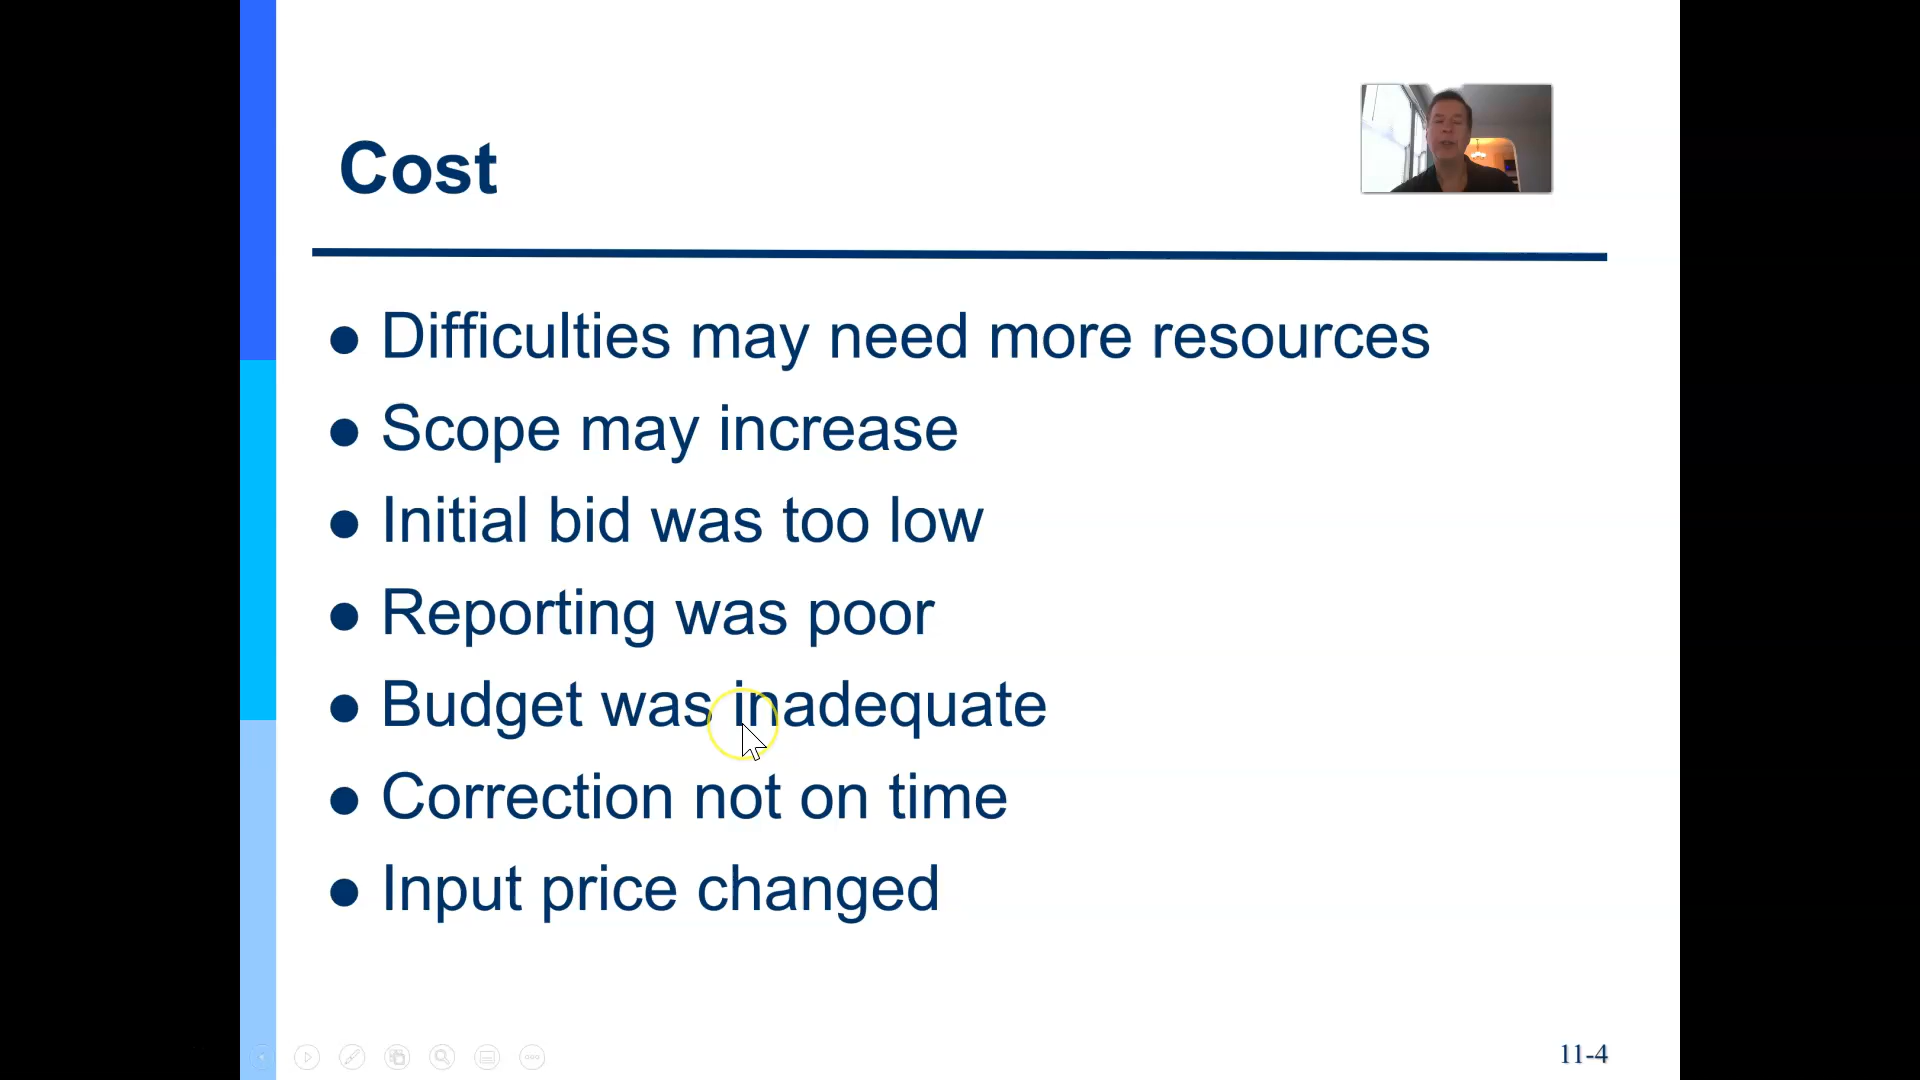 Cost
● Difficulties may need more resources
● Scope may increase
● Initial bid was too low
● Reporting was poor
● Budget was inadequate
● Correction not on time
● Input price changed
11-4